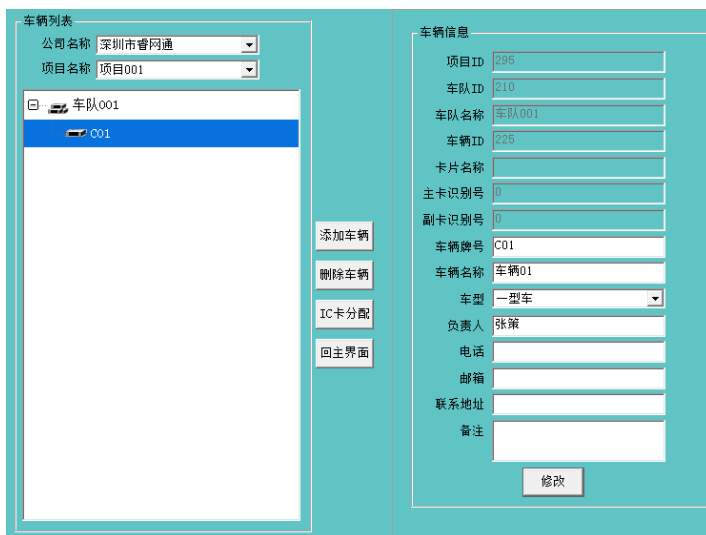 车辆列表
公司名称 深圳市睿网通
项目名称 项目001
车队001
C01
添加车辆
删除车辆
IC卡分配
回主界面
车辆信息
项目ID 295
车队ID 210
车队名称 车队001
车辆ID 225
卡片名称
主卡识别号 0
副卡识别号 0
车辆牌号 C01
车辆名称 车辆01
车型 一型车
负责人 张策
电话
邮箱
联系地址
备注
修改